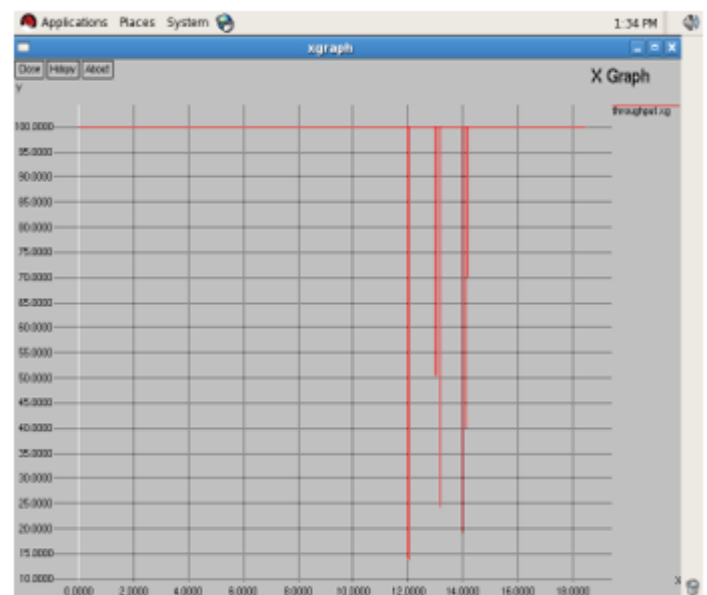 Applications Places System 1:34 PM
xgraph
Close Hdcpy About
X Graph
Y
throughput.xg
100.0000
95.0000
90.0000
85.0000
80.0000
75.0000
70.0000
65.0000
60.0000
55.0000
50.0000
45.0000
40.0000
35.0000
30.0000
25.0000
20.0000
15.0000
10.0000
X
0.0000 2.0000 4.0000 6.0000 8.0000 10.0000 12.0000 14.0000 16.0000 18.0000